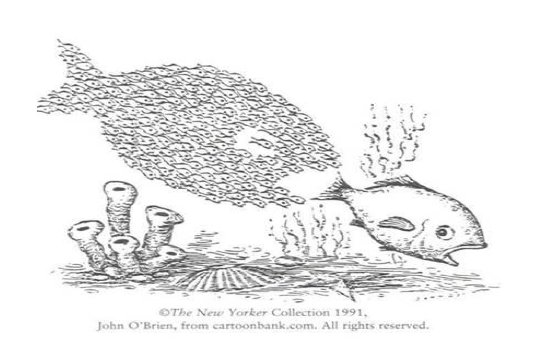 ©The New Yorker Collection 1991,
John O'Brien, from cartoonbank.com. All rights reserved.